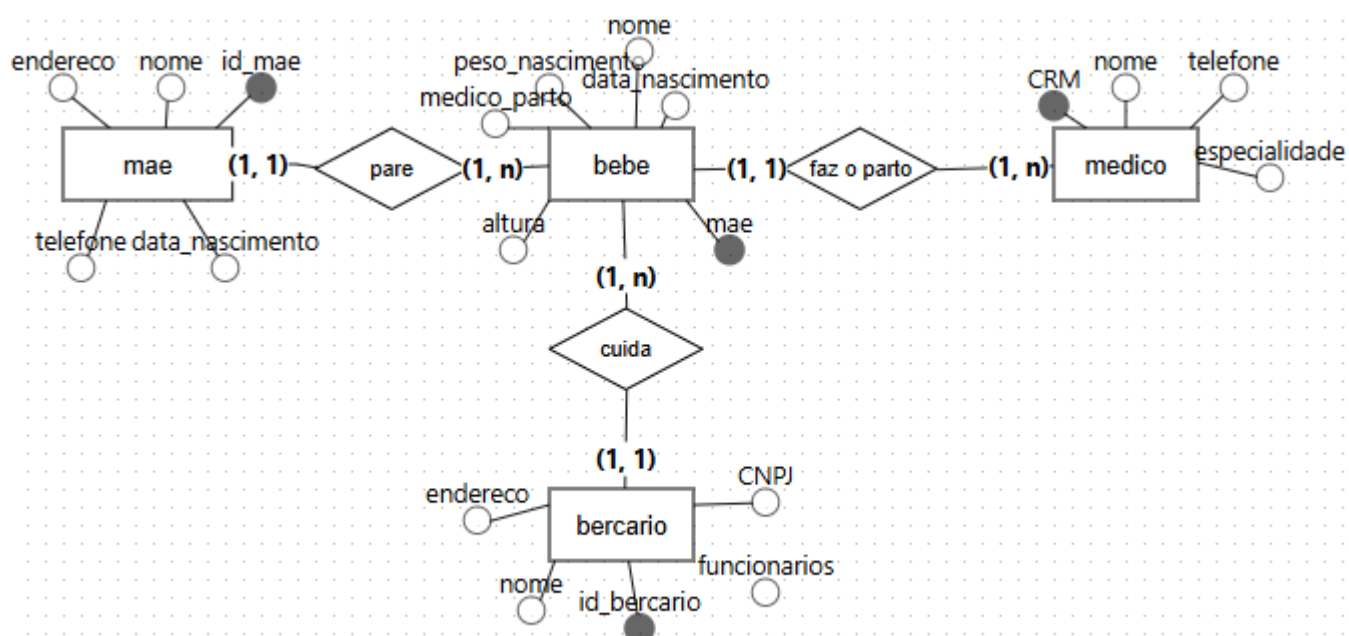 nome
endereco nome id_mae
peso_nascimento
data_nascimento
medico_parto
CRM
nome
telefone
mae
(1, 1)
pare
(1, n)
bebe
(1, 1)
faz o parto
(1, n)
medico
especialidade
telefone data_nascimento
altura
mae
(1, n)
cuida
(1, 1)
endereco
CNPJ
bercario
funcionarios
nome
id_bercario